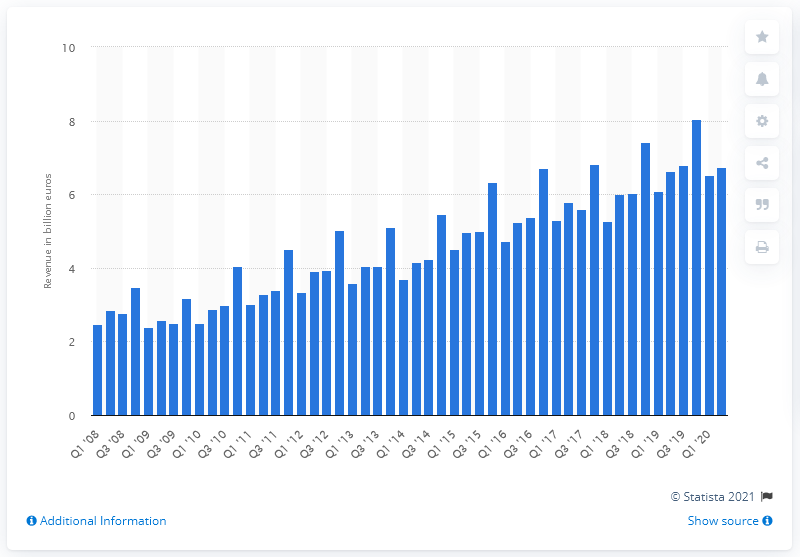 10
8
6
4
2
0
Revenue in billion euros
Q1 '08
Q3 '08
Q1 '09
Q3 '09
Q1 '10
Q3 '10
Q1 '11
Q3 '11
Q1 '12
Q3 '12
Q1 '13
Q3 '13
Q1 '14
Q3 '14
Q1 '15
Q3 '15
Q1 '16
Q3 '16
Q1 '17
Q3 '17
Q1 '18
Q3 '18
Q1 '19
Q3 '19
Q1 '20
© Statista 2021
Additional Information
Show source